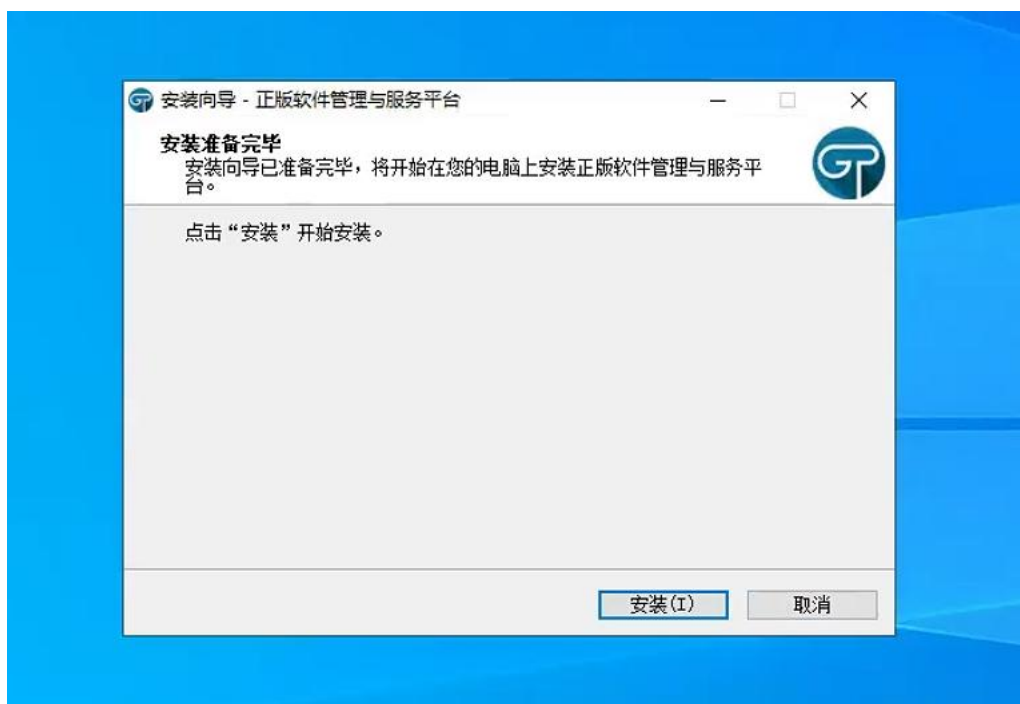 安装向导 - 正版软件管理与服务平台
安装准备完毕
安装向导已准备完毕，将开始在您的电脑上安装正版软件管理与服务平
台。
GP
点击“安装”开始安装。
安装(I)
取消